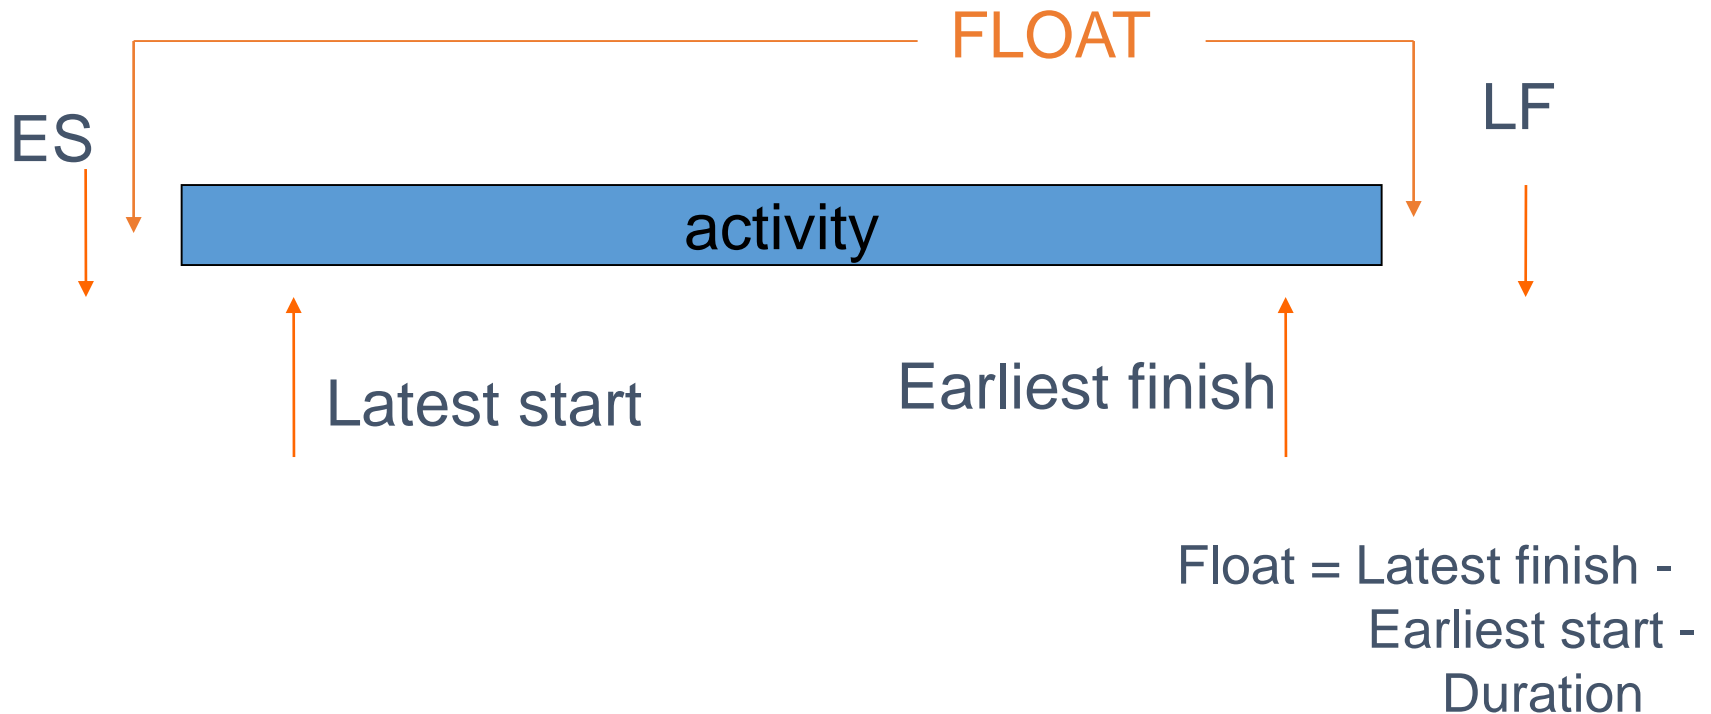 FLOAT
LF
ES
activity
Earliest finish
Latest start
Float = Latest finish -
Earliest start -
Duration